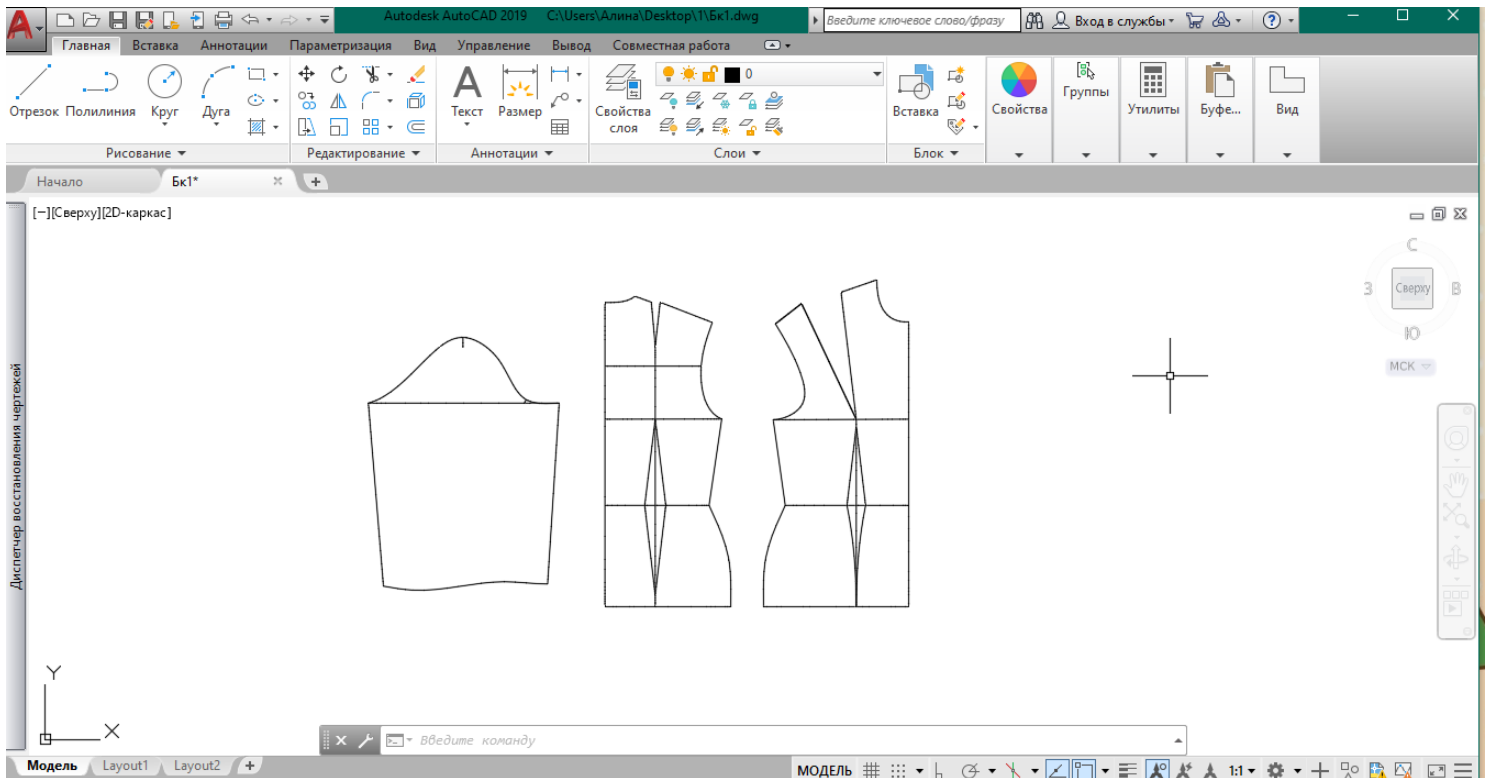 Autodesk AutoCAD 2019 C:\Users\Алина\Desktop\1\Бк1.dwg
Введите ключевое слово/фразу
Вход в службы
Главная Вставка Аннотации Параметризация Вид Управление Вывод Совместная работа
0
Отрезок Полилиния Круг Дуга
Текст Размер
Свойства слоя
Вставка
Свойства
Группы
Утилиты
Буфе...
Вид
Рисование
Редактирование
Аннотации
Слои
Блок
Начало
Бк1*
[−][Сверху][2D-каркас]
С
З Сверху В
Ю
МСК
Диспетчер восстановления чертежей
Y
X
Введите команду
Модель Layout1 Layout2
МОДЕЛЬ
1:1